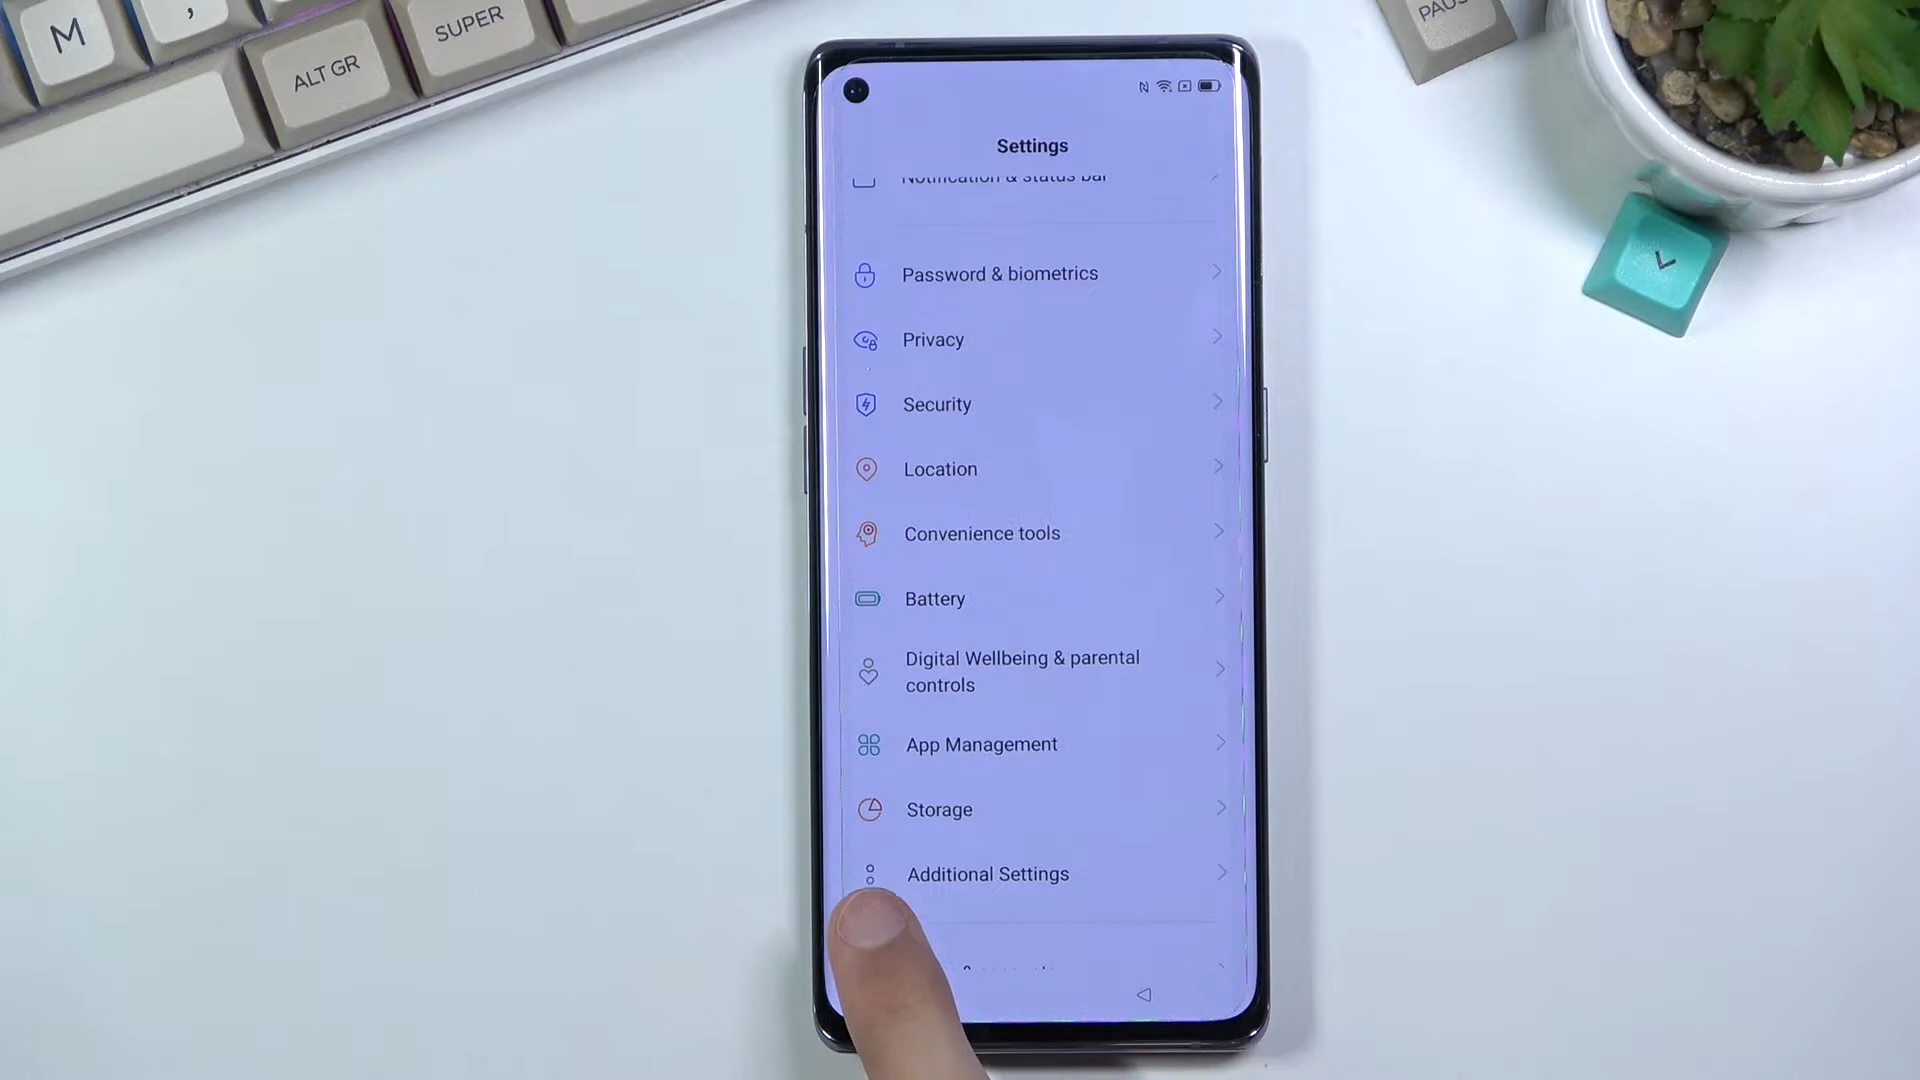 M
,
ALT GR
SUPER
PAUS
Settings
Notification & status bar
Password & biometrics
Privacy
Security
Location
Convenience tools
Battery
Digital Wellbeing & parental
controls
App Management
Storage
Additional Settings